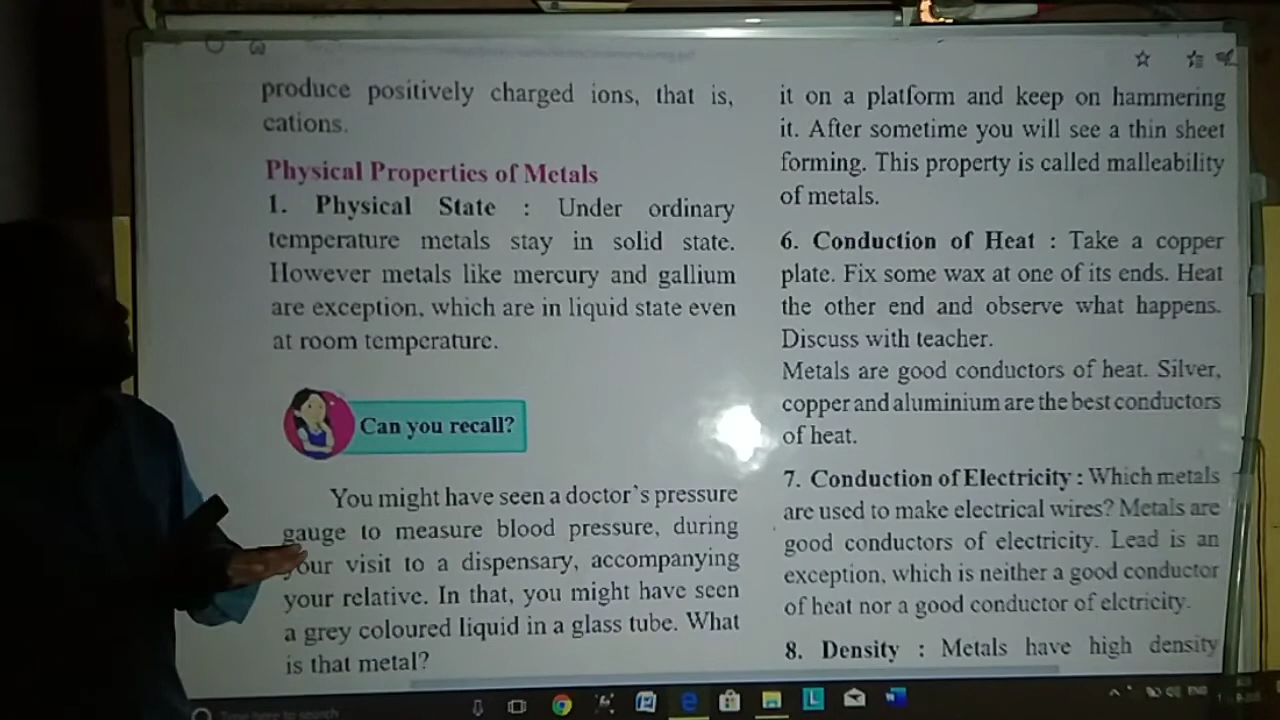 produce positively charged ions, that is,
cations.
Physical Properties of Metals
1. Physical State : Under ordinary
temperature metals stay in solid state.
However metals like mercury and gallium
are exception, which are in liquid state even
at room temperature.
Can you recall?
You might have seen a doctor's pressure
gauge to measure blood pressure, during
your visit to a dispensary, accompanying
your relative. In that, you might have seen
a grey coloured liquid in a glass tube. What
is that metal?
it on a platform and keep on hammering
it. After sometime you will see a thin sheet
forming. This property is called malleability
of metals.
6. Conduction of Heat : Take a copper
plate. Fix some wax at one of its ends. Heat
the other end and observe what happens.
Discuss with teacher.
Metals are good conductors of heat. Silver,
copper and aluminium are the best conductors
of heat.
7. Conduction of Electricity : Which metals
are used to make electrical wires? Metals are
good conductors of electricity. Lead is an
exception, which is neither a good conductor
of heat nor a good conductor of elctricity.
8. Density : Metals have high density
Type here to search
ENG